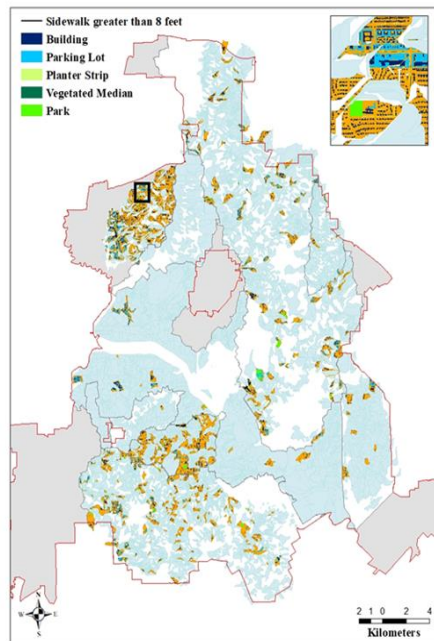 Sidewalk greater than 8 feet
Building
Parking Lot
Planter Strip
Vegetated Median
Park
N
W E
S
2 1 0 2 4
Kilometers